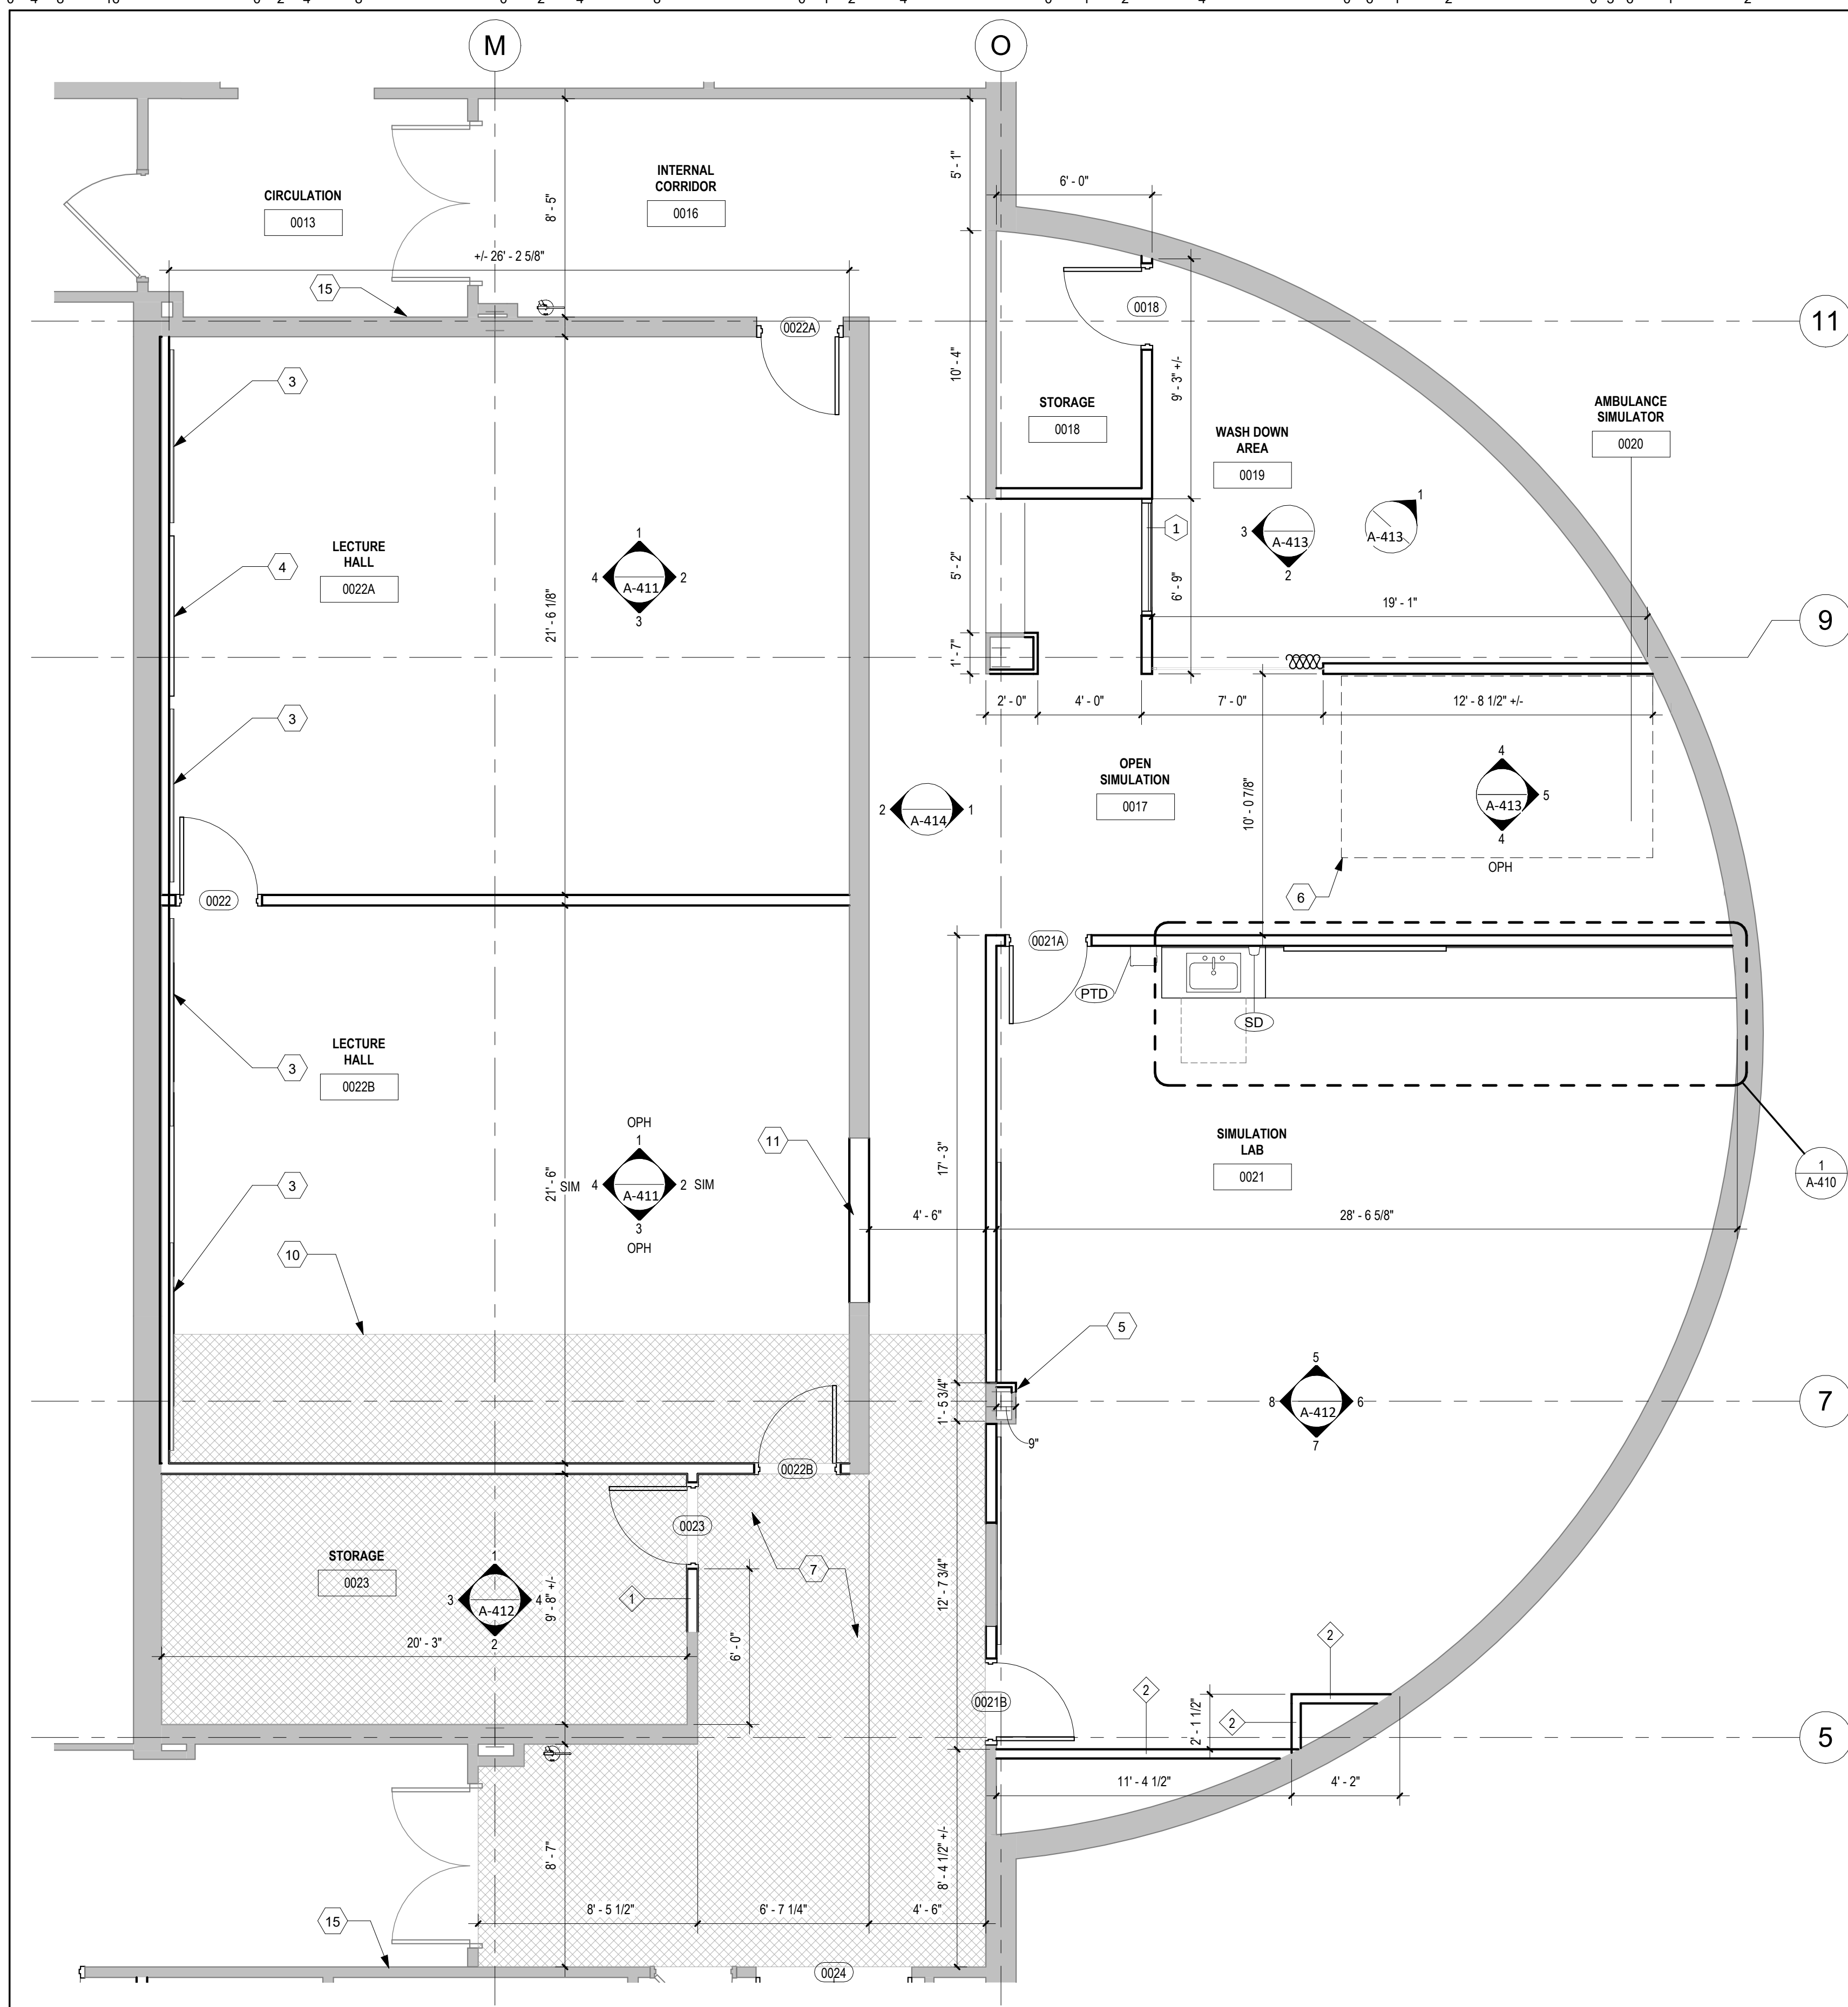 M
O
CIRCULATION
0013
INTERNAL
CORRIDOR
0016
5' - 1"
6' - 0"
8' - 5"
+/- 26' - 2 5/8"
15
0022A
0018
11
3
10' - 4"
9' - 3" +/-
STORAGE
0018
WASH DOWN
AREA
0019
AMBULANCE
SIMULATOR
0020
4
LECTURE
HALL
0022A
1
4
A-411
2
3
1
3
A-413
2
1
A-413
5' - 2"
6' - 9"
21' - 6 1/8"
19' - 1"
9
1' - 7"
2' - 0"
4' - 0"
7' - 0"
12' - 8 1/2" +/-
3
OPEN
SIMULATION
0017
2
A-414
1
10' - 0 7/8"
4
A-413
5
4
OPH
6
0022
0021A
PTD
SD
3
LECTURE
HALL
0022B
OPH
1
SIM
4
A-411
2
SIM
3
OPH
21' - 6"
11
17' - 3"
SIMULATION
LAB
0021
1
A-410
3
4' - 6"
28' - 6 5/8"
10
5
1' - 5 3/4"
9"
5
8
A-412
6
7
7
0022B
0023
STORAGE
0023
1
3
A-412
4
2
9' - 8" +/-
1
7
12' - 7 3/4"
20' - 3"
6' - 0"
2
2
2
2' - 1 1/2"
0021B
5
11' - 4 1/2"
4' - 2"
8' - 7"
8' - 4 1/2" +/-
8' - 5 1/2"
6' - 7 1/4"
4' - 6"
15
0024